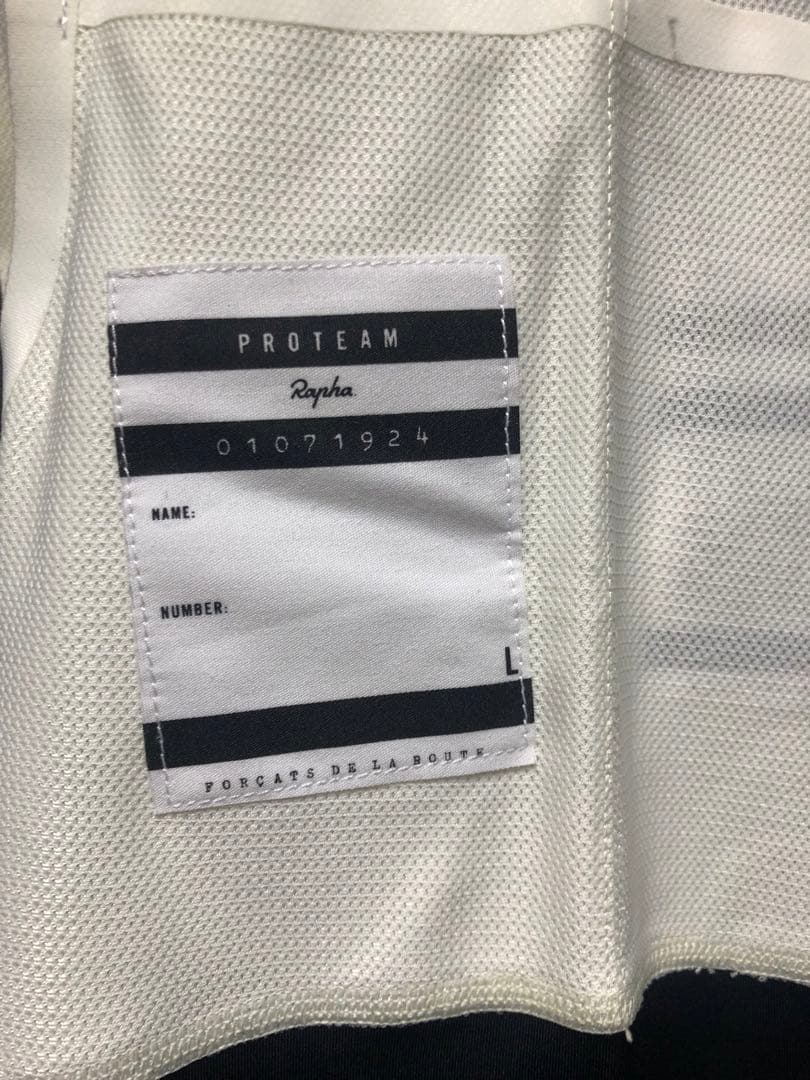 PROTEAM
Rapha
01071924
NAME:
NUMBER:
L
FORÇATS DE LA ROUTE